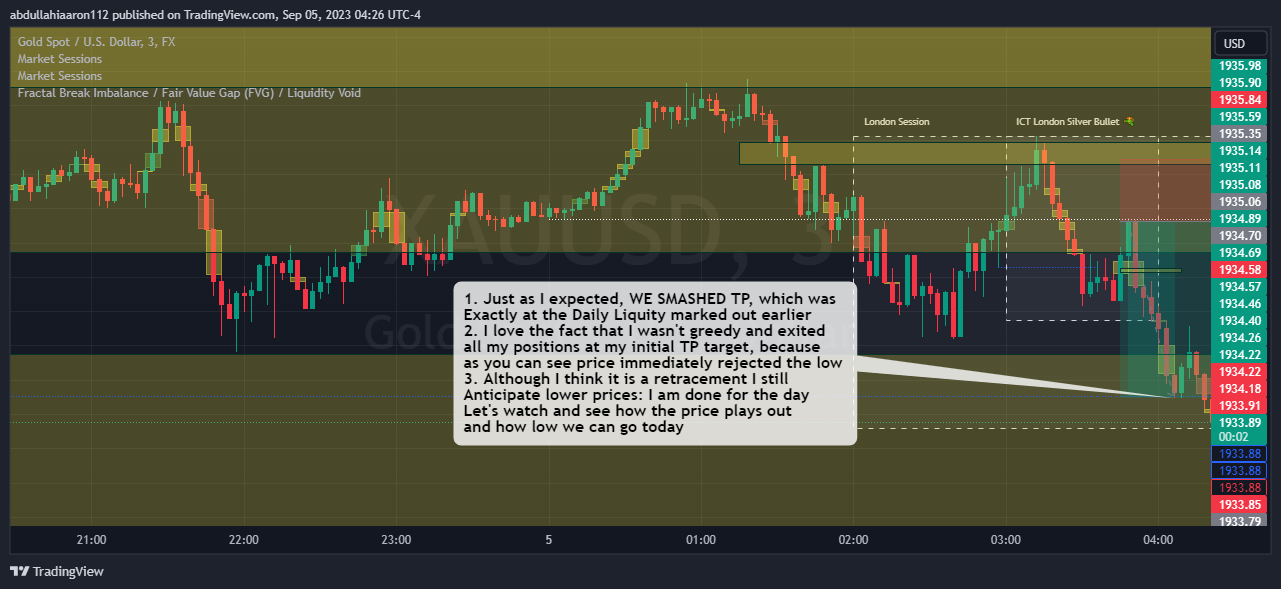 abdullahiaaron112 published on TradingView.com, Sep 05, 2023 04:26 UTC-4
Gold Spot / U.S. Dollar, 3, FX
Market Sessions
Market Sessions
Fractal Break Imbalance / Fair Value Gap (FVG) / Liquidity Void
USD
London Session
ICT London Silver Bullet
XAUUSD, 3
Gold
1. Just as I expected, WE SMASHED TP, which was
Exactly at the Daily Liquity marked out earlier
2. I love the fact that I wasn't greedy and exited
all my positions at my initial TP target, because
as you can see price immediately rejected the low
3. Although I think it is a retracement I still
Anticipate lower prices: I am done for the day
Let's watch and see how the price plays out
and how low we can go today
1935.98
1935.90
1935.84
1935.59
1935.35
1935.14
1935.11
1935.08
1935.06
1934.89
1934.70
1934.69
1934.58
1934.57
1934.46
1934.40
1934.26
1934.22
1934.22
1934.18
1933.91
1933.89
00:02
1933.88
1933.88
1933.88
1933.85
1933.79
21:00
22:00
23:00
5
01:00
02:00
03:00
04:00
TradingView